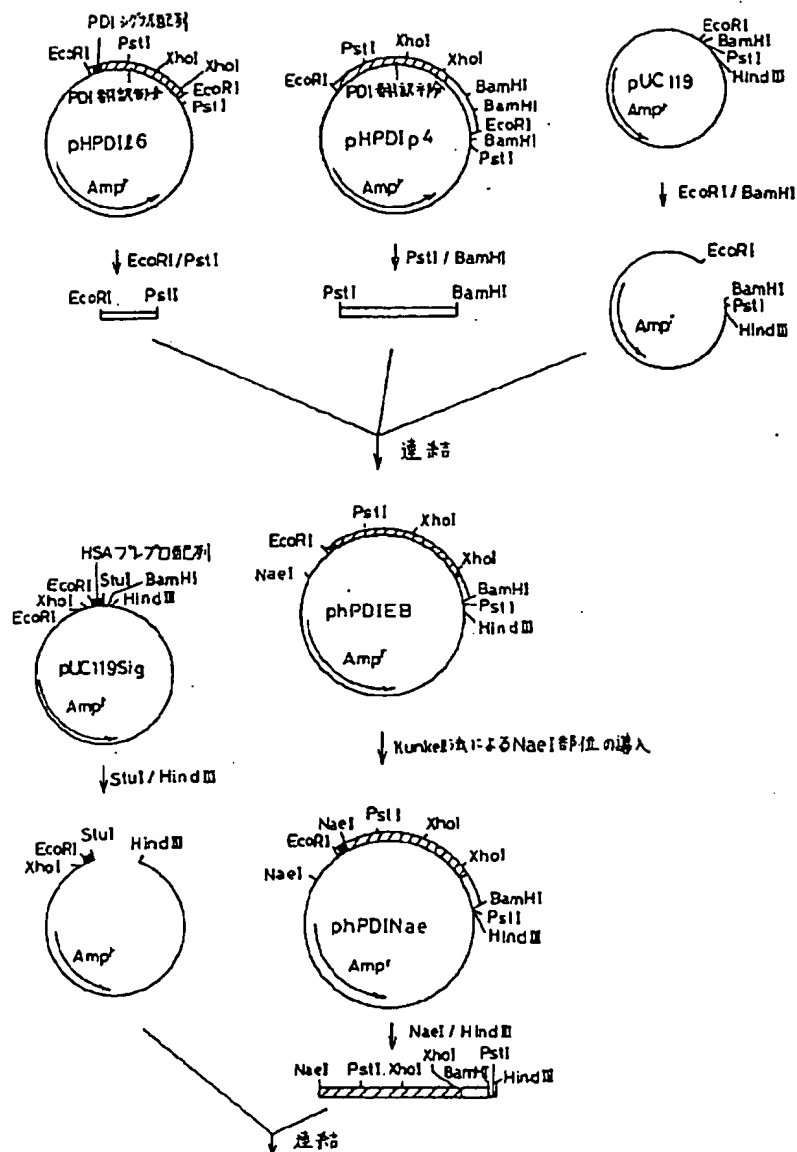 PDIシグナル配列
EcoRI
PstI
XhoI
XhoI
EcoRI
PstI
PDI翻訳部分
pHPDIℓ6
Ampʳ
PstI
XhoI
XhoI
EcoRI
PDI翻訳部分
BamHI
BamHI
EcoRI
BamHI
PstI
pHPDIp4
Ampʳ
EcoRI
BamHI
PstI
HindⅢ
pUC119
Ampʳ
EcoRI/PstI
PstI/BamHI
EcoRI/BamHI
EcoRI
PstI
PstI
BamHI
EcoRI
BamHI
PstI
HindⅢ
Ampʳ
連結
HSAプレプロ配列
EcoRI
StuI
BamHI
XhoI
HindⅢ
EcoRI
pUC119Sig
Ampʳ
PstI
XhoI
EcoRI
XhoI
NaeI
BamHI
PstI
HindⅢ
phPDIEB
Ampʳ
StuI/HindⅢ
Kunkel法によるNaeI部位の導入
StuI
HindⅢ
EcoRI
XhoI
Ampʳ
NaeI
PstI
XhoI
EcoRI
XhoI
NaeI
BamHI
PstI
HindⅢ
phPDINae
Ampʳ
NaeI/HindⅢ
NaeI
PstI
XhoI
XhoI
BamHI
PstI
HindⅢ
連結